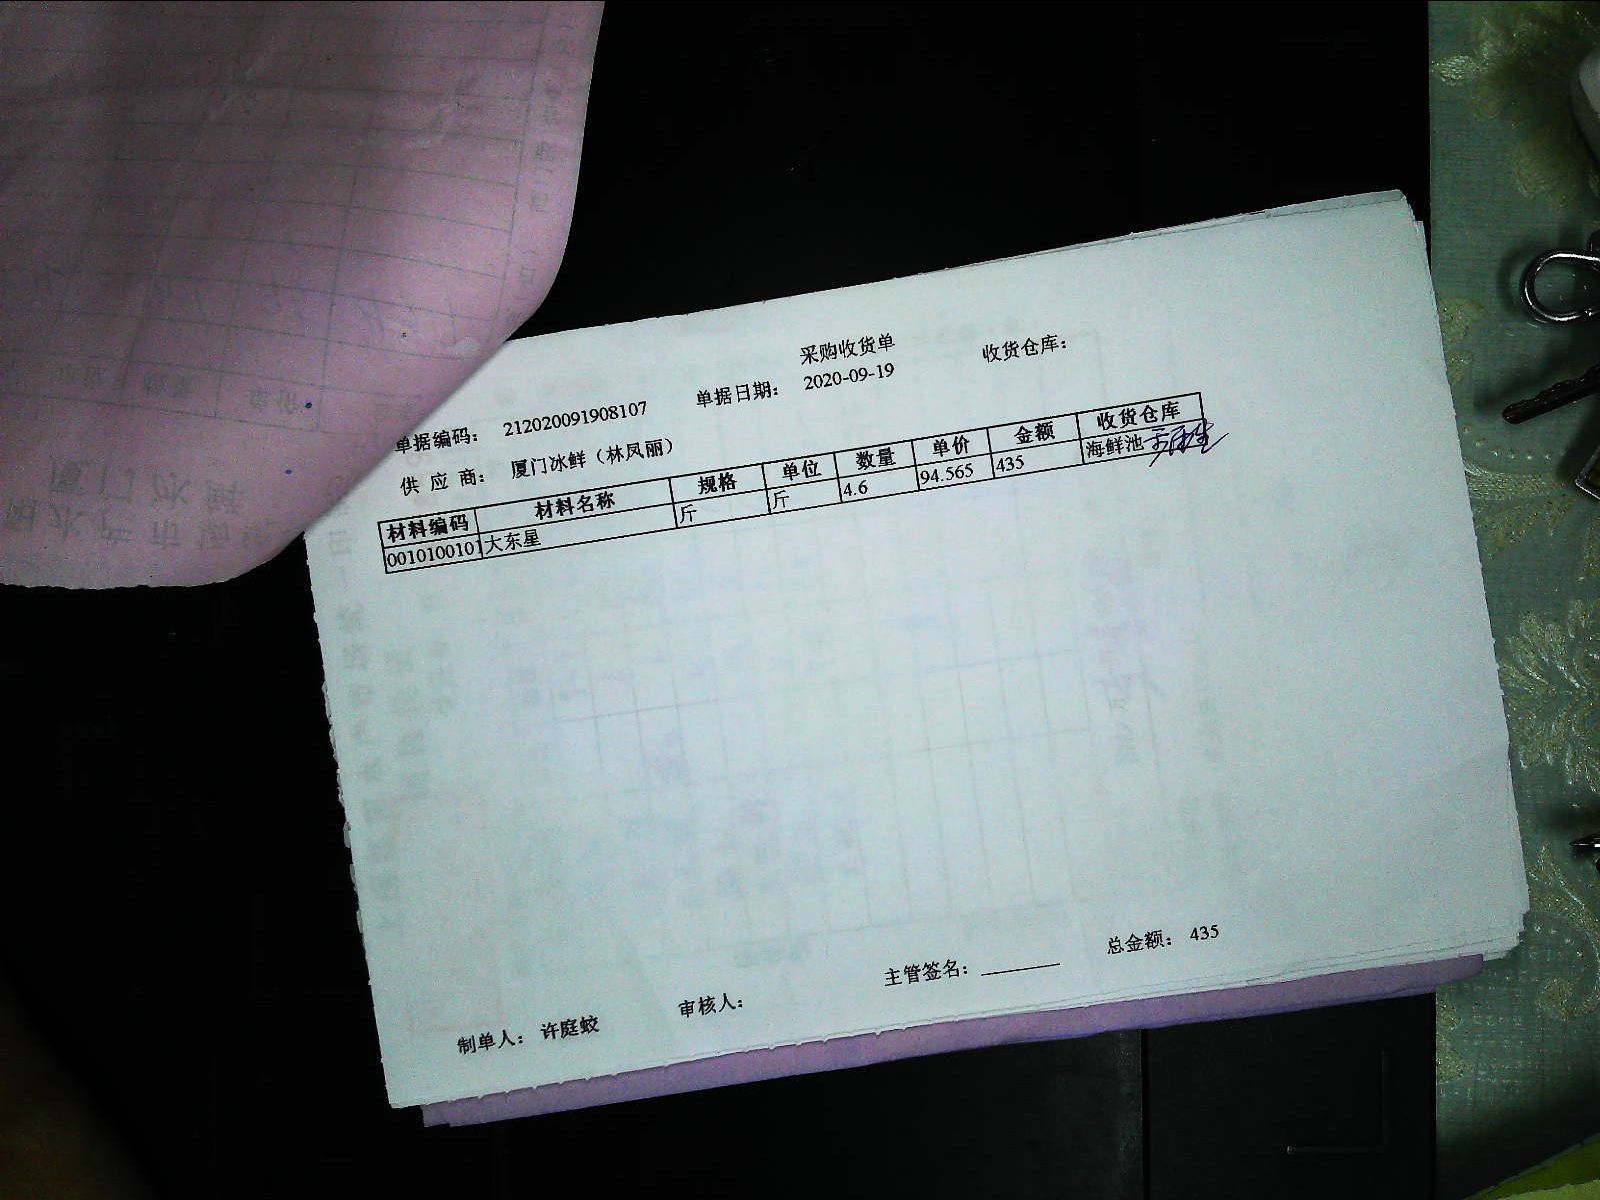 采购收货单
单据编码： 212020091908107 单据日期： 2020-09-19 收货仓库：
供 应 商： 厦门冰鲜（林凤丽）
材料编码 材料名称 规格 单位 数量 单价 金额 收货仓库
0010100101 大东星 斤 斤 4.6 94.565 435 海鲜池
制单人： 许庭蛟 审核人： 主管签名： 总金额： 435